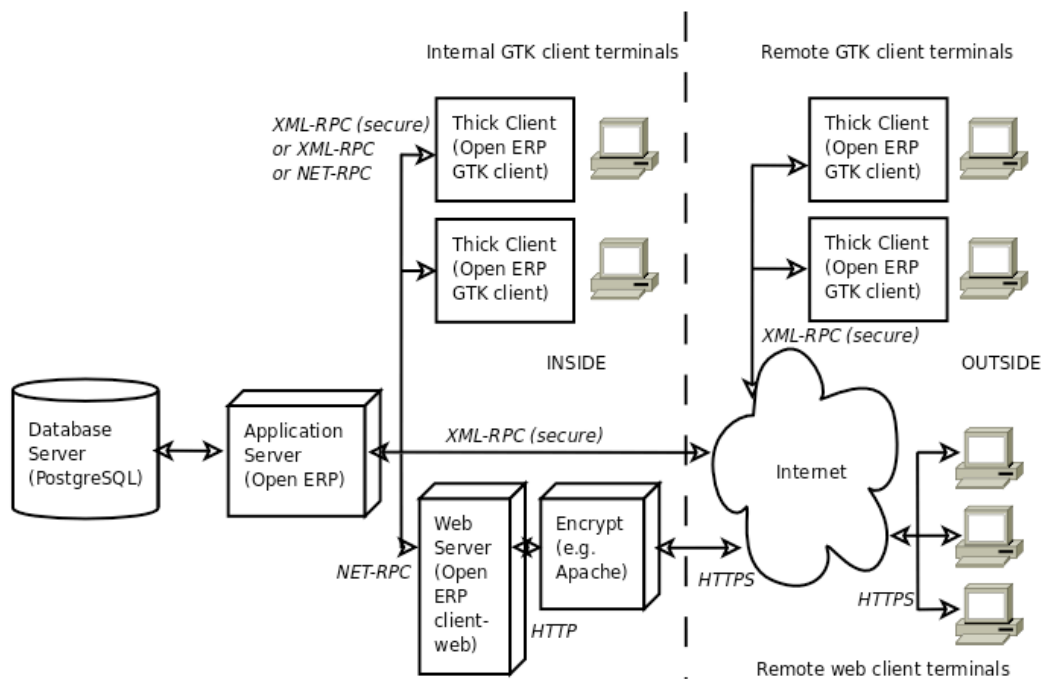 Internal GTK client terminals
Remote GTK client terminals
XML-RPC (secure)
or XML-RPC
or NET-RPC
Thick Client
(Open ERP
GTK client)
Thick Client
(Open ERP
GTK client)
Thick Client
(Open ERP
GTK client)
Thick Client
(Open ERP
GTK client)
XML-RPC (secure)
INSIDE
OUTSIDE
Database
Server
(PostgreSQL)
Application
Server
(Open ERP)
XML-RPC (secure)
Internet
Web
Server
(Open
ERP
client-
web)
Encrypt
(e.g.
Apache)
NET-RPC
HTTP
HTTPS
HTTPS
Remote web client terminals